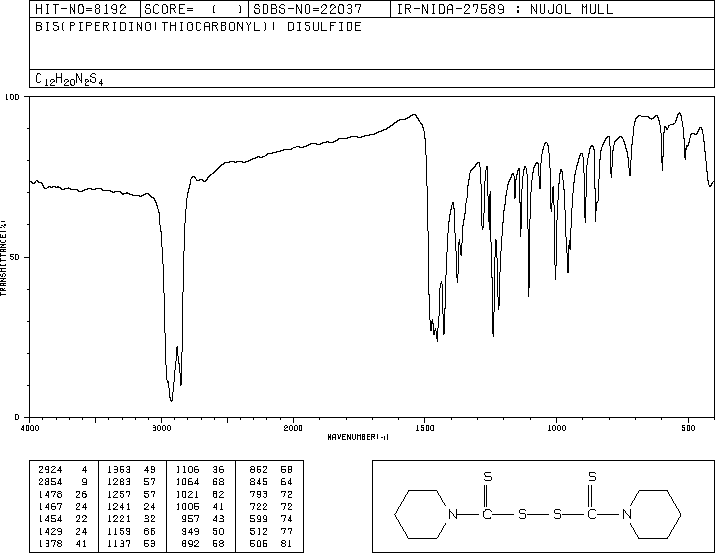 HIT-NO=8192 SCORE= ( ) SDBS-NO=22037 IR-NIDA-27589 : NUJOL MULL
BIS(PIPERIDINO(THIOCARBONYL)) DISULFIDE
C12H20N2S4
100
TRANSMITTANCE(%)
50
0
4000 3000 2000 1500 1000 500
WAVENUMBER(-1)
2924 4 1363 49 1106 36 852 58
2854 9 1283 57 1064 68 845 64
1478 26 1257 57 1021 62 793 72
1467 24 1241 24 1005 41 722 72
1454 22 1221 32 957 43 599 74
1429 24 1159 66 949 50 512 77
1378 41 1137 53 892 58 506 81
S S
N C S S C N